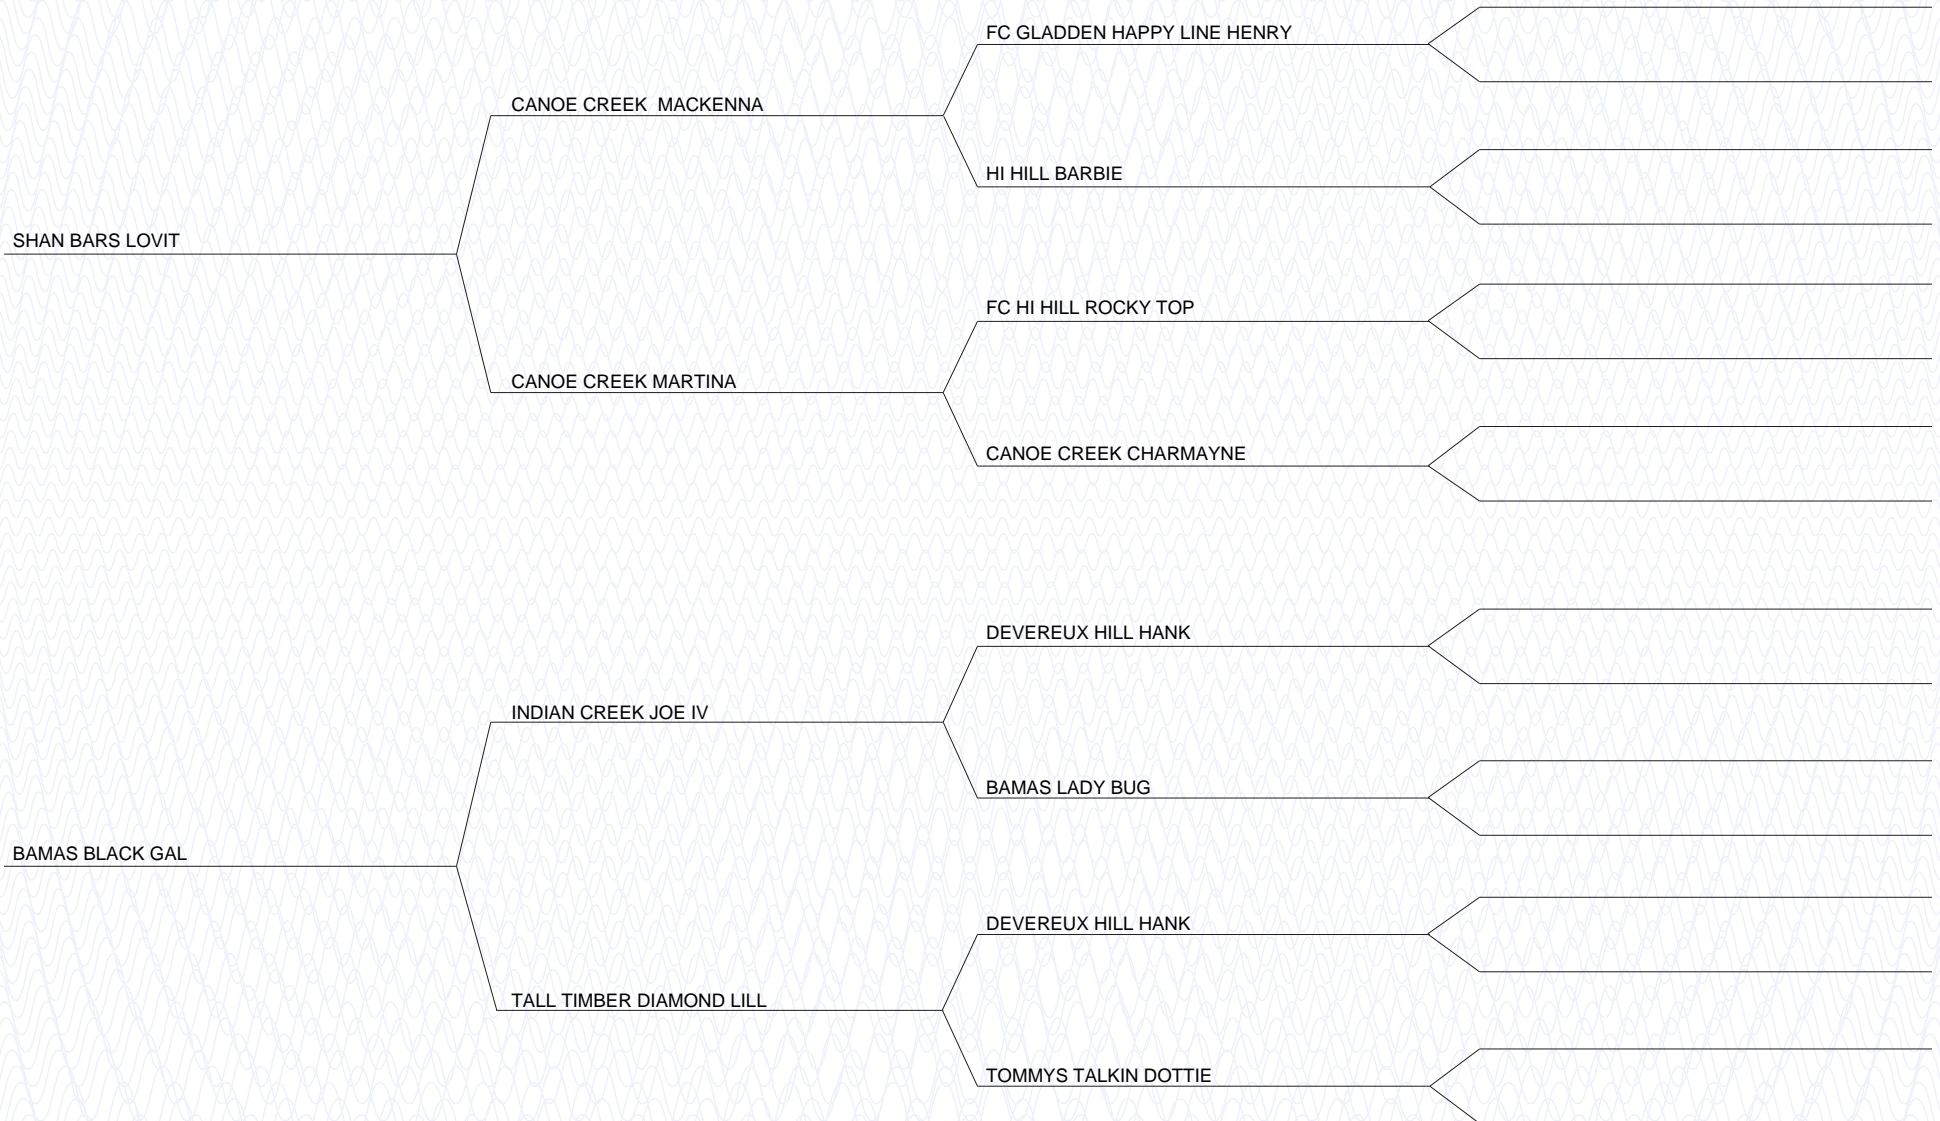 FC GLADDEN HAPPY LINE HENRY
CANOE CREEK  MACKENNA
HI HILL BARBIE
SHAN BARS LOVIT
FC HI HILL ROCKY TOP
CANOE CREEK MARTINA
CANOE CREEK CHARMAYNE
DEVEREUX HILL HANK
INDIAN CREEK JOE IV
BAMAS LADY BUG
BAMAS BLACK GAL
DEVEREUX HILL HANK
TALL TIMBER DIAMOND LILL
TOMMYS TALKIN DOTTIE